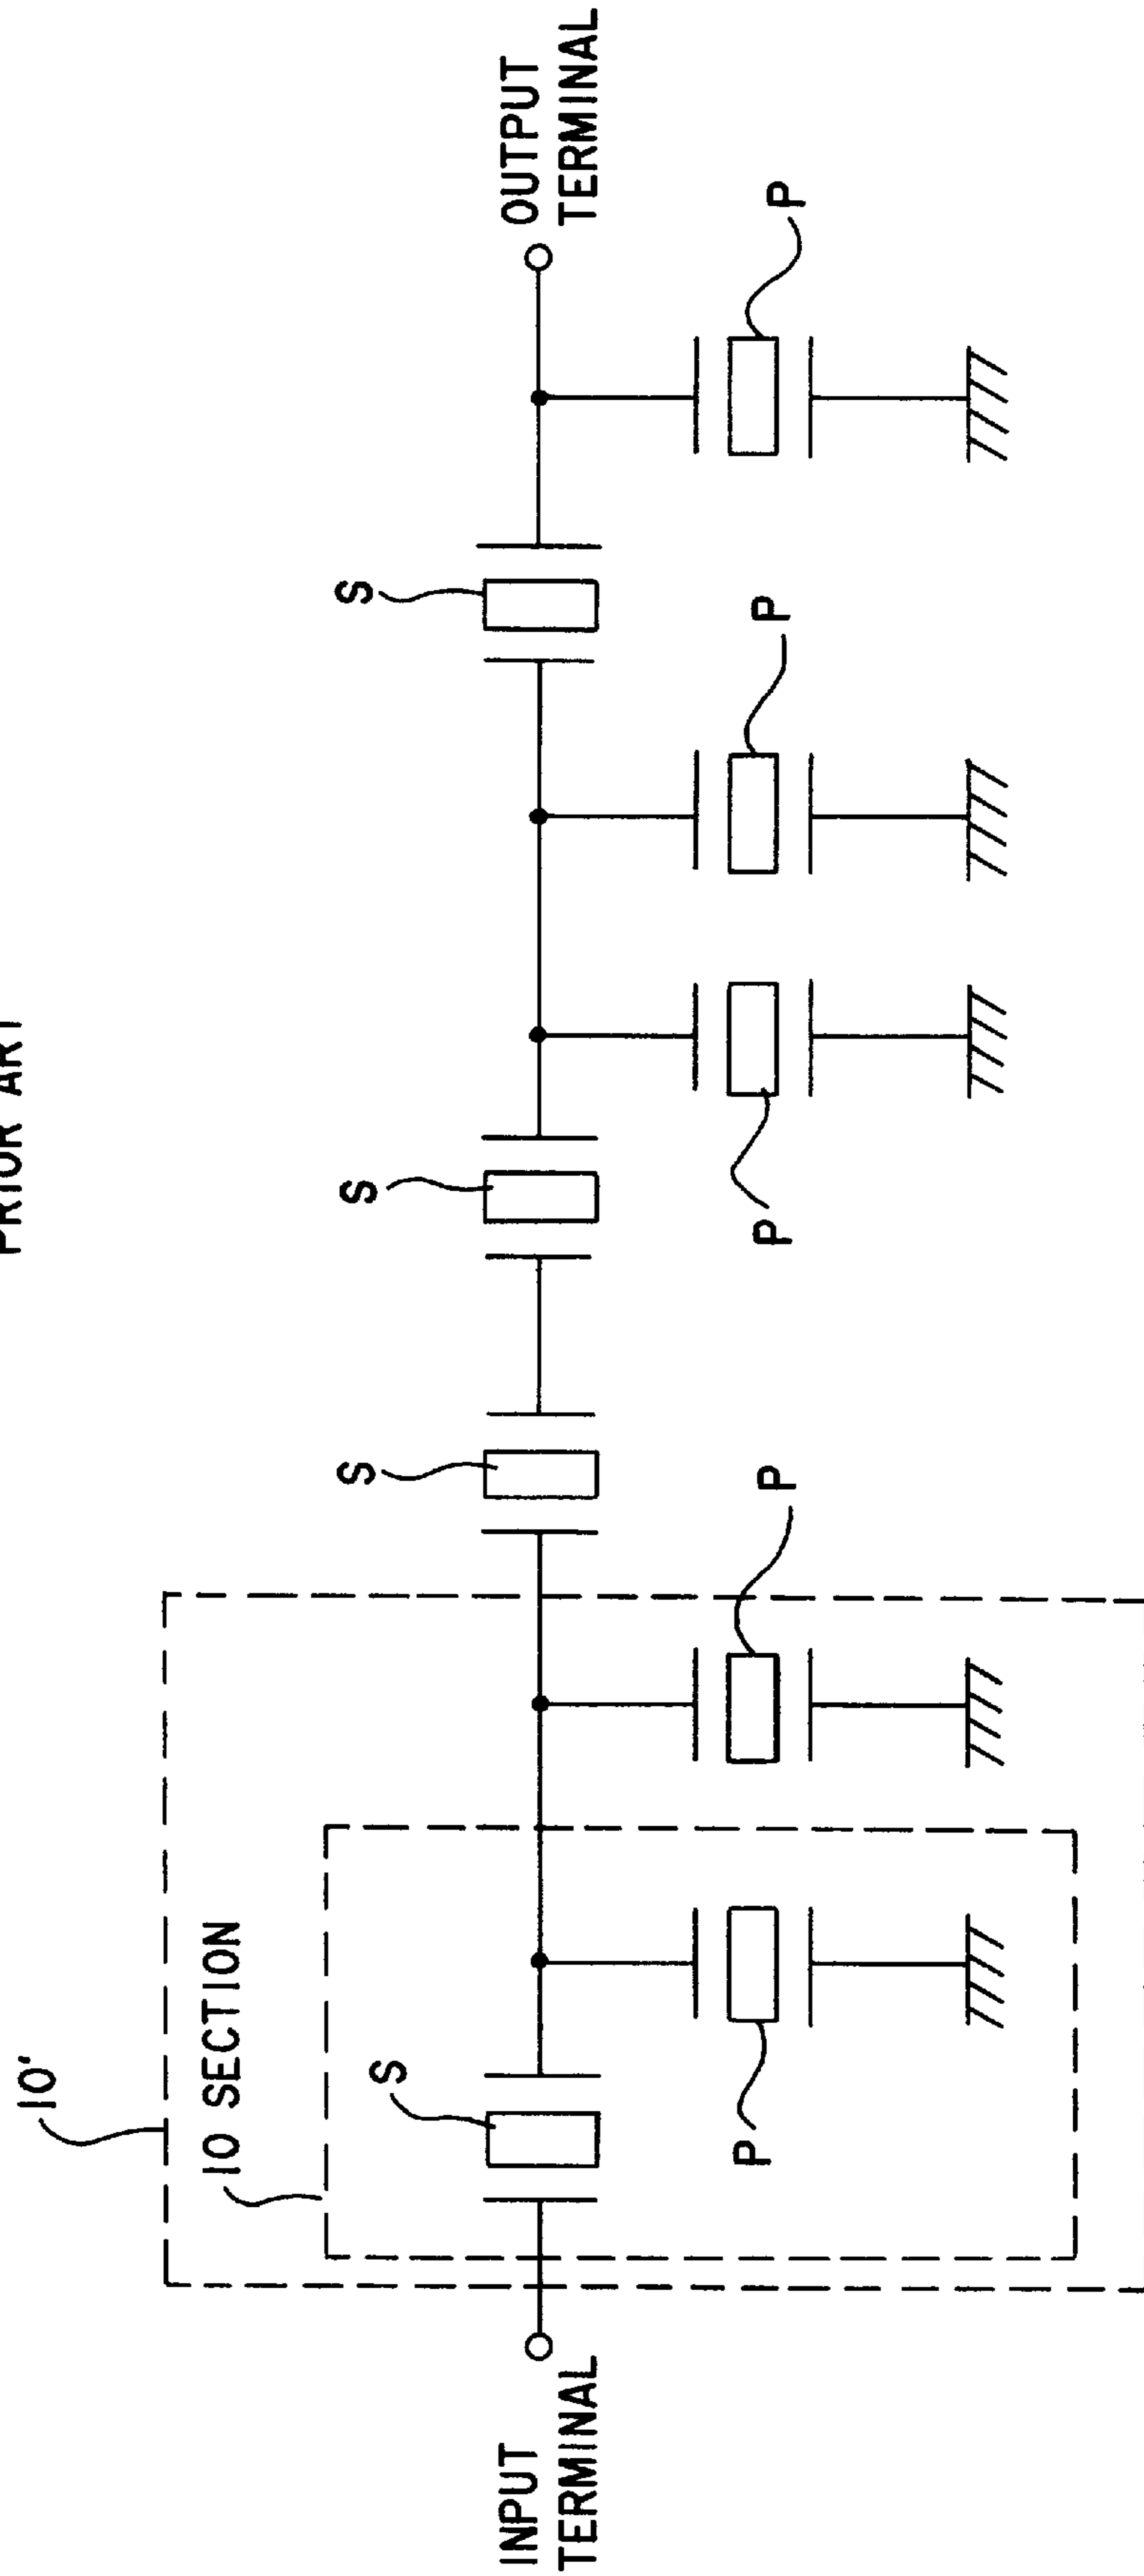 PRIOR ART
10'
10 SECTION
S
S
S
S
INPUT
TERMINAL
OUTPUT
TERMINAL
P
P
P
P
P